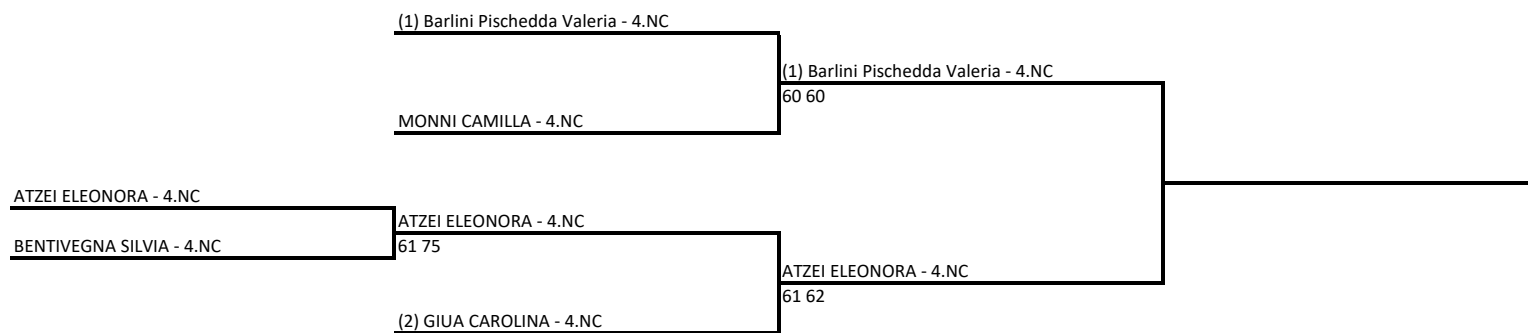 (1) Barlini Pischedda Valeria - 4.NC
(1) Barlini Pischedda Valeria - 4.NC
60 60
MONNI CAMILLA - 4.NC
ATZEI ELEONORA - 4.NC
ATZEI ELEONORA - 4.NC
BENTIVEGNA SILVIA - 4.NC
61 75
ATZEI ELEONORA - 4.NC
61 62
(2) GIUA CAROLINA - 4.NC